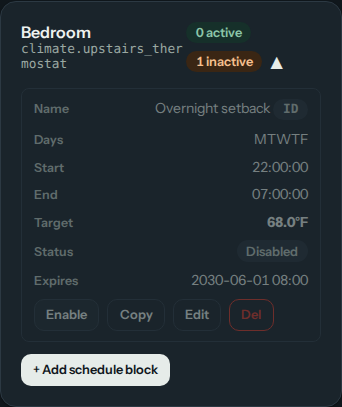 Bedroom
0 active
climate.upstairs_ther
mostat
1 inactive ▲
Name Overnight setback ID
Days MTWTF
Start 22:00:00
End 07:00:00
Target 68.0°F
Status Disabled
Expires 2030-06-01 08:00
Enable Copy Edit Del
+ Add schedule block